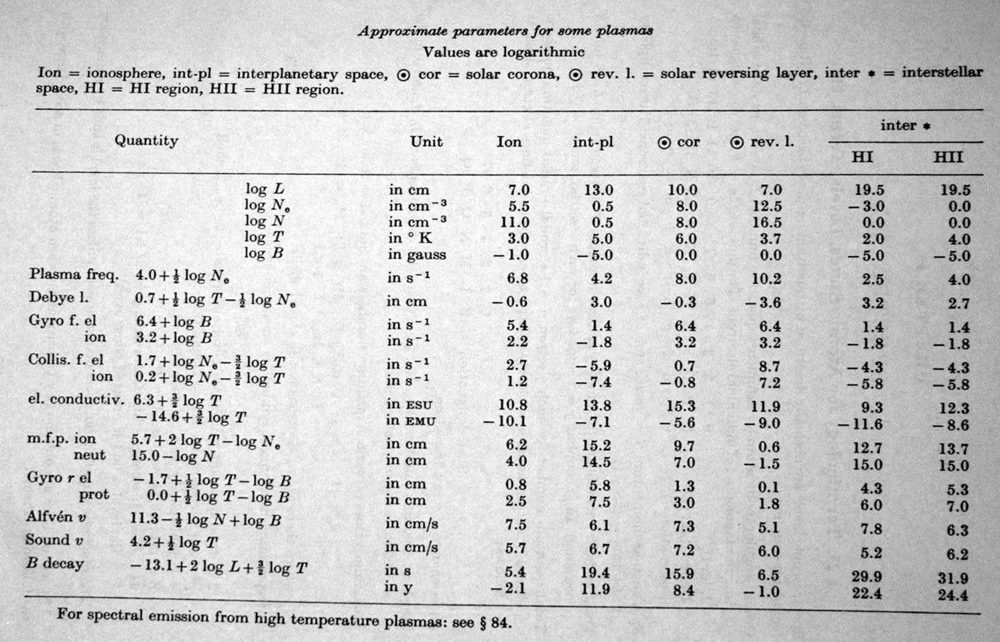 Approximate parameters for some plasmas
Values are logarithmic
Ion = ionosphere, int-pl = interplanetary space, ⊙ cor = solar corona, ⊙ rev. l. = solar reversing layer, inter * = interstellar
space, HI = HI region, HII = HII region.
inter *
Quantity Unit Ion int-pl ⊙ cor ⊙ rev. l.
HI HII
log L in cm 7.0 13.0 10.0 7.0 19.5 19.5
log Nₑ in cm⁻³ 5.5 0.5 8.0 12.5 −3.0 0.0
log N in cm⁻³ 11.0 0.5 8.0 16.5 0.0 0.0
log T in ° K 3.0 5.0 6.0 3.7 2.0 4.0
log B in gauss −1.0 −5.0 0.0 0.0 −5.0 −5.0
Plasma freq. 4.0+½ log Nₑ in s⁻¹ 6.8 4.2 8.0 10.2 2.5 4.0
Debye l. 0.7+½ log T−½ log Nₑ in cm −0.6 3.0 −0.3 −3.6 3.2 2.7
Gyro f. el 6.4+log B in s⁻¹ 5.4 1.4 6.4 6.4 1.4 1.4
ion 3.2+log B in s⁻¹ 2.2 −1.8 3.2 3.2 −1.8 −1.8
Collis. f. el 1.7+log Nₑ−3/2 log T in s⁻¹ 2.7 −5.9 0.7 8.7 −4.3 −4.3
ion 0.2+log Nₑ−3/2 log T in s⁻¹ 1.2 −7.4 −0.8 7.2 −5.8 −5.8
el. conductiv. 6.3+3/2 log T in ESU 10.8 13.8 15.3 11.9 9.3 12.3
−14.6+3/2 log T in EMU −10.1 −7.1 −5.6 −9.0 −11.6 −8.6
m.f.p. ion 5.7+2 log T−log Nₑ in cm 6.2 15.2 9.7 0.6 12.7 13.7
neut 15.0−log N in cm 4.0 14.5 7.0 −1.5 15.0 15.0
Gyro r el −1.7+½ log T−log B in cm 0.8 5.8 1.3 0.1 4.3 5.3
prot 0.0+½ log T−log B in cm 2.5 7.5 3.0 1.8 6.0 7.0
Alfvén v 11.3−½ log N+log B in cm/s 7.5 6.1 7.3 5.1 7.8 6.3
Sound v 4.2+½ log T in cm/s 5.7 6.7 7.2 6.0 5.2 6.2
B decay −13.1+2 log L+3/2 log T in s 5.4 19.4 15.9 6.5 29.9 31.9
in y −2.1 11.9 8.4 −1.0 22.4 24.4
For spectral emission from high temperature plasmas: see § 84.